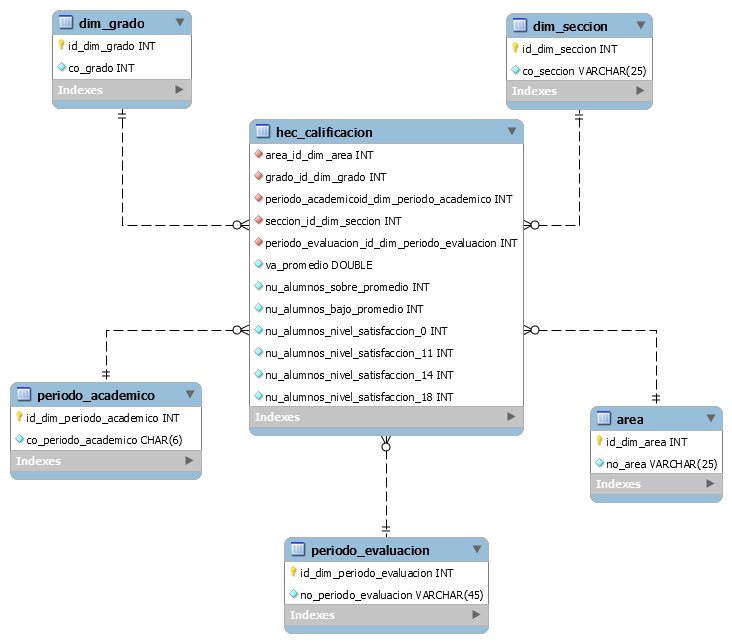 dim_grado
id_dim_grado INT
co_grado INT
Indexes
dim_seccion
id_dim_seccion INT
co_seccion VARCHAR(25)
Indexes
hec_calificacion
area_id_dim_area INT
grado_id_dim_grado INT
periodo_academicoid_dim_periodo_academico INT
seccion_id_dim_seccion INT
periodo_evaluacion_id_dim_periodo_evaluacion INT
va_promedio DOUBLE
nu_alumnos_sobre_promedio INT
nu_alumnos_bajo_promedio INT
nu_alumnos_nivel_satisfaccion_0 INT
nu_alumnos_nivel_satisfaccion_11 INT
nu_alumnos_nivel_satisfaccion_14 INT
nu_alumnos_nivel_satisfaccion_18 INT
Indexes
periodo_academico
id_dim_periodo_academico INT
co_periodo_academico CHAR(6)
Indexes
area
id_dim_area INT
no_area VARCHAR(25)
Indexes
periodo_evaluacion
id_dim_periodo_evaluacion INT
no_periodo_evaluacion VARCHAR(45)
Indexes